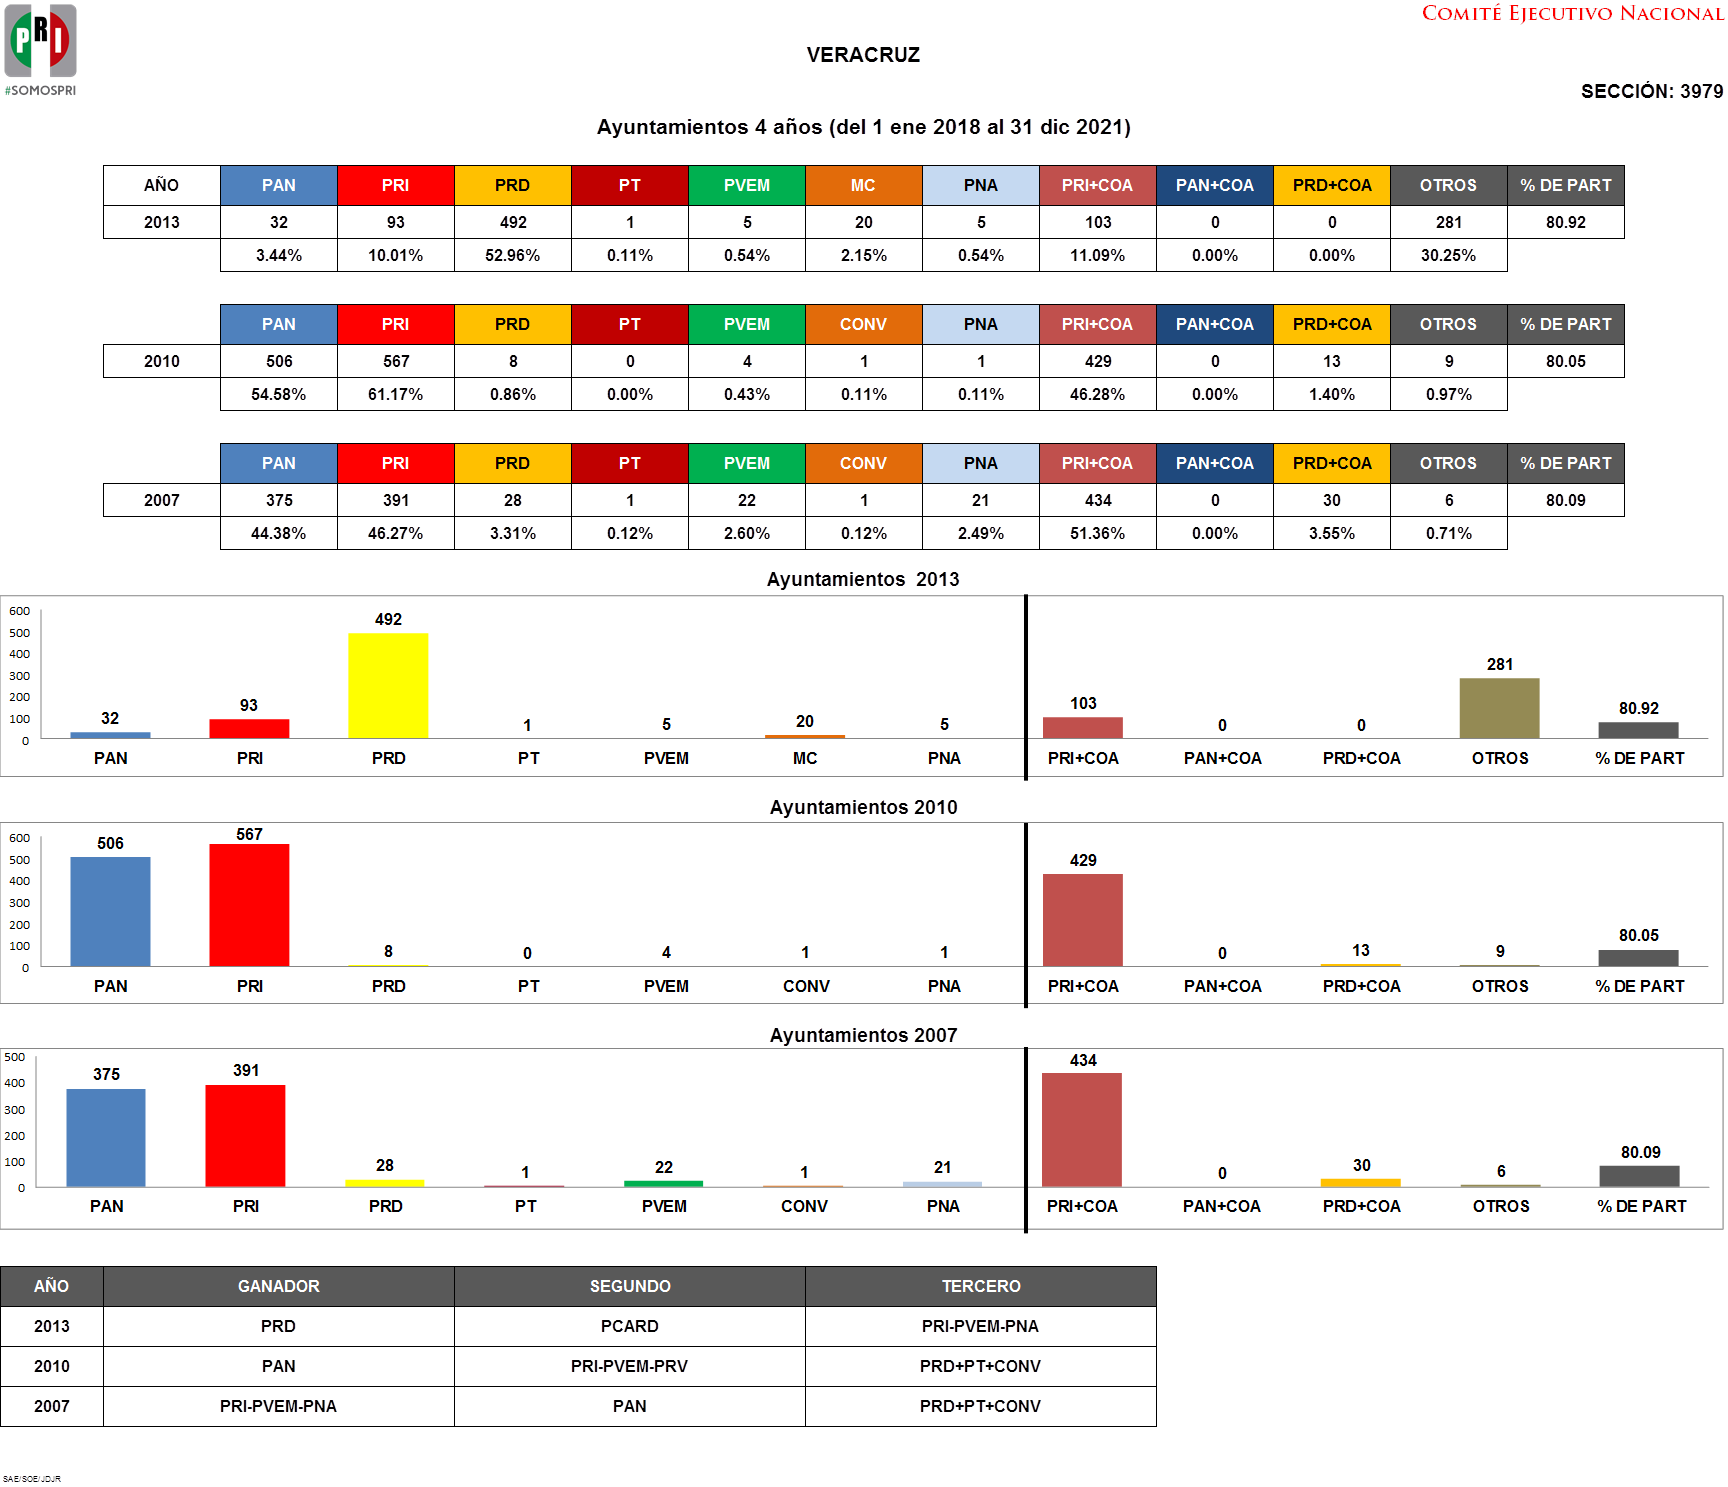 PRI
#SOMOSPRI
COMITÉ EJECUTIVO NACIONAL
VERACRUZ
SECCIÓN: 3979
Ayuntamientos 4 años (del 1 ene 2018 al 31 dic 2021)
AÑO PAN PRI PRD PT PVEM MC PNA PRI+COA PAN+COA PRD+COA OTROS % DE PART
2013 32 93 492 1 5 20 5 103 0 0 281 80.92
3.44% 10.01% 52.96% 0.11% 0.54% 2.15% 0.54% 11.09% 0.00% 0.00% 30.25%
PAN PRI PRD PT PVEM CONV PNA PRI+COA PAN+COA PRD+COA OTROS % DE PART
2010 506 567 8 0 4 1 1 429 0 13 9 80.05
54.58% 61.17% 0.86% 0.00% 0.43% 0.11% 0.11% 46.28% 0.00% 1.40% 0.97%
PAN PRI PRD PT PVEM CONV PNA PRI+COA PAN+COA PRD+COA OTROS % DE PART
2007 375 391 28 1 22 1 21 434 0 30 6 80.09
44.38% 46.27% 3.31% 0.12% 2.60% 0.12% 2.49% 51.36% 0.00% 3.55% 0.71%
Ayuntamientos 2013
600
500
400
300
200
100
0
32 93 492 1 5 20 5 103 0 0 281 80.92
PAN PRI PRD PT PVEM MC PNA PRI+COA PAN+COA PRD+COA OTROS % DE PART
Ayuntamientos 2010
600
500
400
300
200
100
0
506 567 8 0 4 1 1 429 0 13 9 80.05
PAN PRI PRD PT PVEM CONV PNA PRI+COA PAN+COA PRD+COA OTROS % DE PART
Ayuntamientos 2007
500
400
300
200
100
0
375 391 28 1 22 1 21 434 0 30 6 80.09
PAN PRI PRD PT PVEM CONV PNA PRI+COA PAN+COA PRD+COA OTROS % DE PART
AÑO GANADOR SEGUNDO TERCERO
2013 PRD PCARD PRI-PVEM-PNA
2010 PAN PRI-PVEM-PRV PRD+PT+CONV
2007 PRI-PVEM-PNA PAN PRD+PT+CONV
SAE/SOE/JDJR